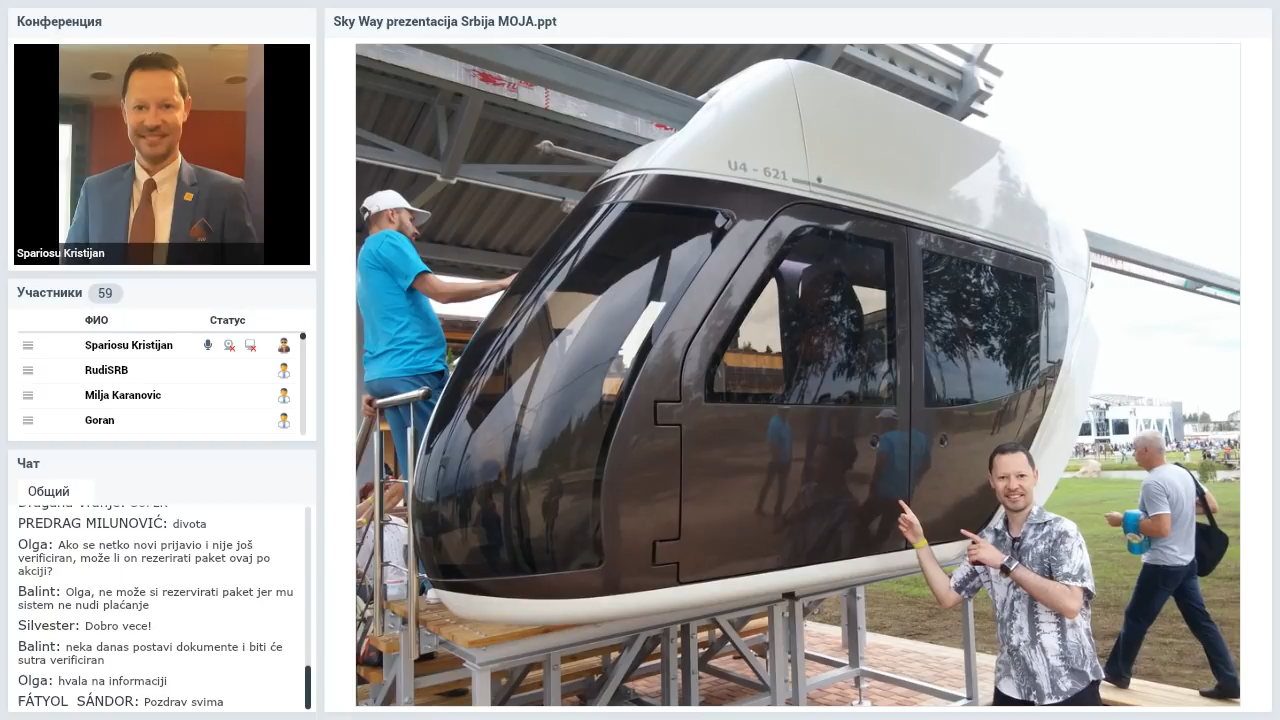 Конференция
Spariosu Kristijan
Участники 59
ФИО Статус
Spariosu Kristijan
RudiSRB
Milja Karanovic
Goran
Чат
Общий
PREDRAG MILUNOVIĆ: divota
Olga: Ako se netko novi prijavio i nije još
verificiran, može li on rezerirati paket ovaj po
akciji?
Balint: Olga, ne može si rezervirati paket jer mu
sistem ne nudi plaćanje
Silvester: Dobro vece!
Balint: neka danas postavi dokumente i biti će
sutra verificiran
Olga: hvala na informaciji
FÁTYOL SÁNDOR: Pozdrav svima
Sky Way prezentacija Srbija MOJA.ppt
U4 - 621